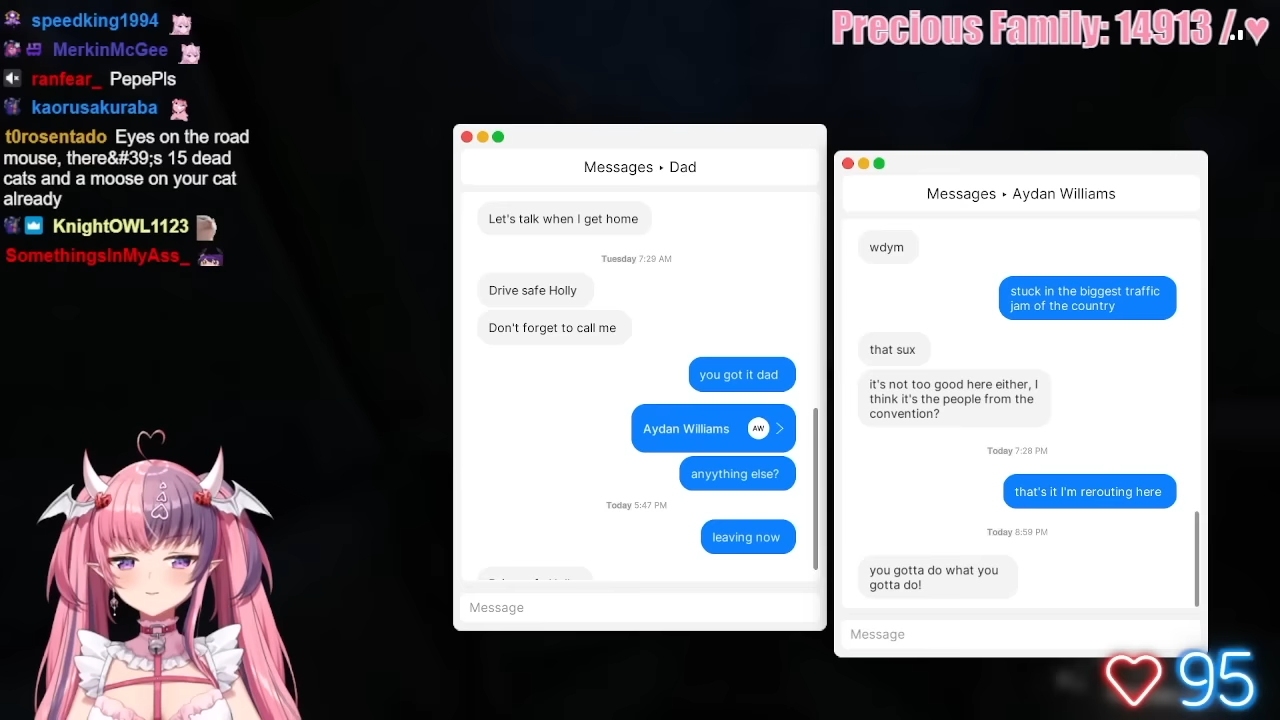 speedking1994
MerkinMcGee
ranfear_ PepePls
kaorusakuraba
t0rosentado Eyes on the road
mouse, there&#39;s 15 dead
cats and a moose on your cat
already
KnightOWL1123
SomethingsInMyAss_
Precious Family: 14913 /
Messages ‣ Dad
Let's talk when I get home
Tuesday 7:29 AM
Drive safe Holly
Don't forget to call me
you got it dad
Aydan Williams AW
anyything else?
Today 5:47 PM
leaving now
Message
Messages ‣ Aydan Williams
wdym
stuck in the biggest traffic
jam of the country
that sux
it's not too good here either, I
think it's the people from the
convention?
Today 7:28 PM
that's it I'm rerouting here
Today 8:59 PM
you gotta do what you
gotta do!
Message
95